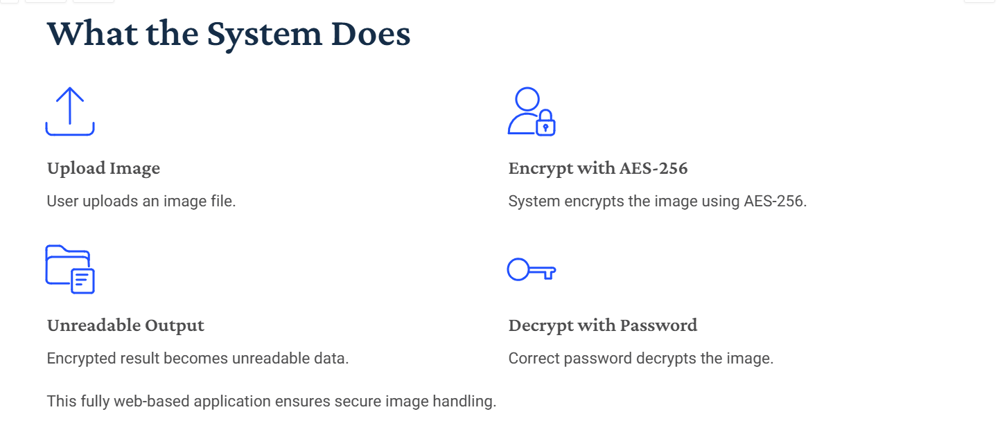 What the System Does
Upload Image
User uploads an image file.
Encrypt with AES-256
System encrypts the image using AES-256.
Unreadable Output
Encrypted result becomes unreadable data.
Decrypt with Password
Correct password decrypts the image.
This fully web-based application ensures secure image handling.